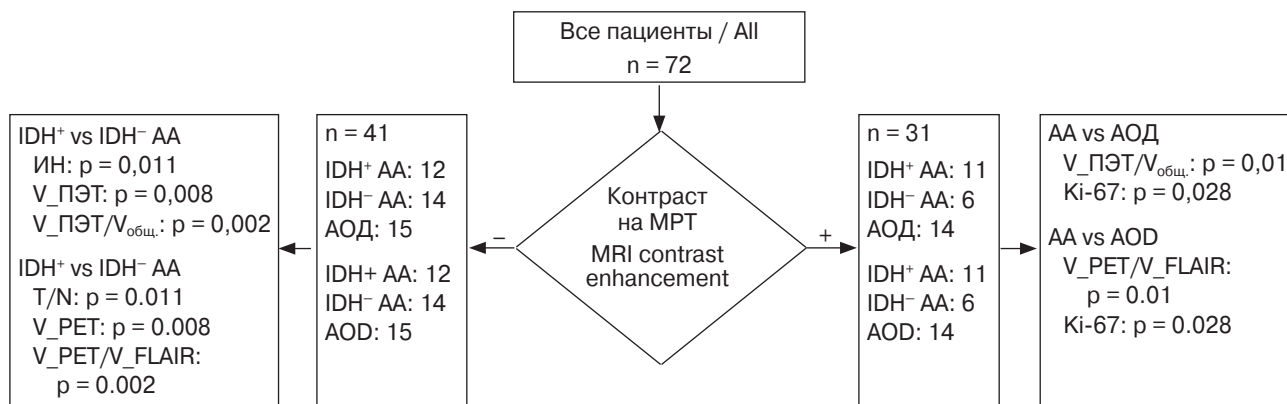 Все пациенты / All
n = 72
IDH⁺ vs IDH⁻ AA
ИН: p = 0,011
V_ПЭТ: p = 0,008
V_ПЭТ/Vобщ.: p = 0,002
IDH⁺ vs IDH⁻ AA
T/N: p = 0.011
V_PET: p = 0.008
V_PET/V_FLAIR:
p = 0.002
n = 41
IDH⁺ AA: 12
IDH⁻ AA: 14
АОД: 15
IDH+ AA: 12
IDH⁻ AA: 14
AOD: 15
–
Контраст
на МРТ
MRI contrast
enhancement
+
n = 31
IDH⁺ AA: 11
IDH⁻ AA: 6
АОД: 14
IDH⁺ AA: 11
IDH⁻ AA: 6
AOD: 14
АА vs АОД
V_ПЭТ/Vобщ.: p = 0,01
Ki-67: p = 0,028
AA vs AOD
V_PET/V_FLAIR:
p = 0.01
Ki-67: p = 0.028